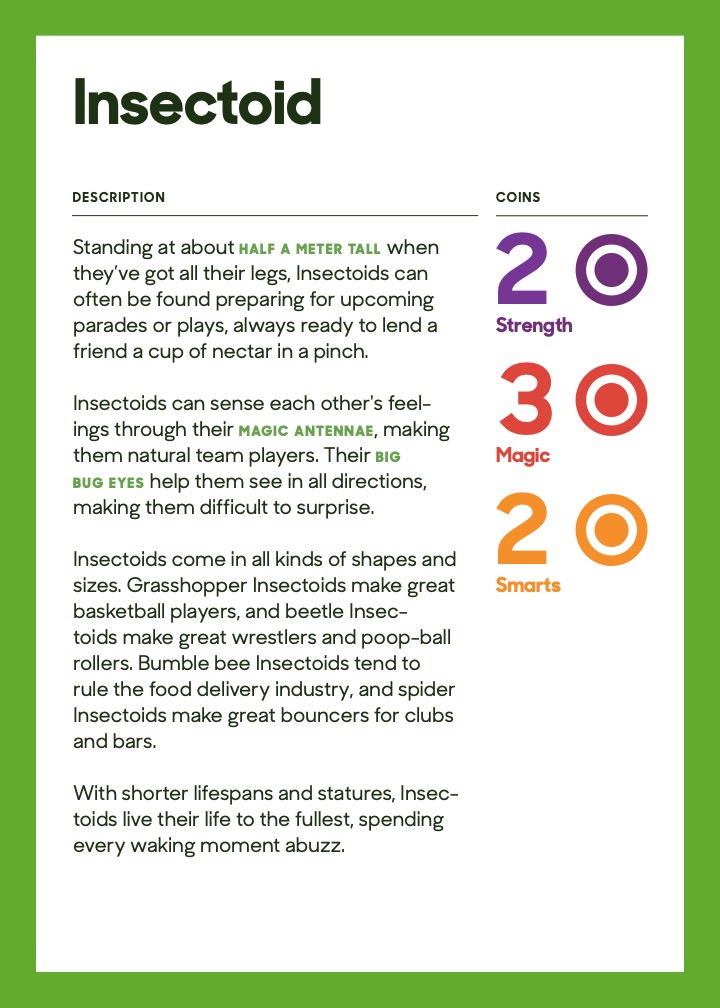 Insectoid
DESCRIPTION
Standing at about HALF A METER TALL when
they've got all their legs, Insectoids can
often be found preparing for upcoming
parades or plays, always ready to lend a
friend a cup of nectar in a pinch.
Insectoids can sense each other's feel-
ings through their MAGIC ANTENNAE, making
them natural team players. Their BIG
BUG EYES help them see in all directions,
making them difficult to surprise.
Insectoids come in all kinds of shapes and
sizes. Grasshopper Insectoids make great
basketball players, and beetle Insec-
toids make great wrestlers and poop-ball
rollers. Bumble bee Insectoids tend to
rule the food delivery industry, and spider
Insectoids make great bouncers for clubs
and bars.
With shorter lifespans and statures, Insec-
toids live their life to the fullest, spending
every waking moment abuzz.
COINS
2
Strength
3
Magic
2
Smarts